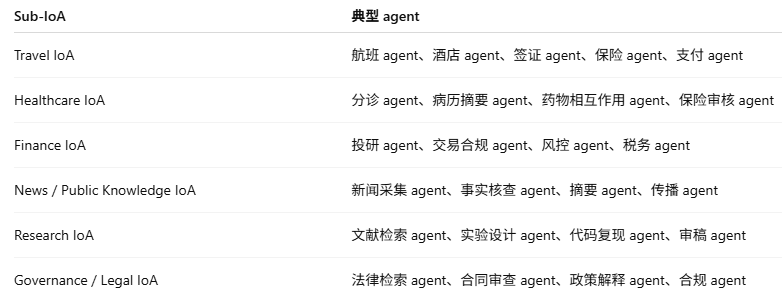 Sub-IoA 典型 agent
Travel IoA 航班 agent、酒店 agent、签证 agent、保险 agent、支付 agent
Healthcare IoA 分诊 agent、病历摘要 agent、药物相互作用 agent、保险审核 agent
Finance IoA 投研 agent、交易合规 agent、风控 agent、税务 agent
News / Public Knowledge IoA 新闻采集 agent、事实核查 agent、摘要 agent、传播 agent
Research IoA 文献检索 agent、实验设计 agent、代码复现 agent、审稿 agent
Governance / Legal IoA 法律检索 agent、合同审查 agent、政策解释 agent、合规 agent